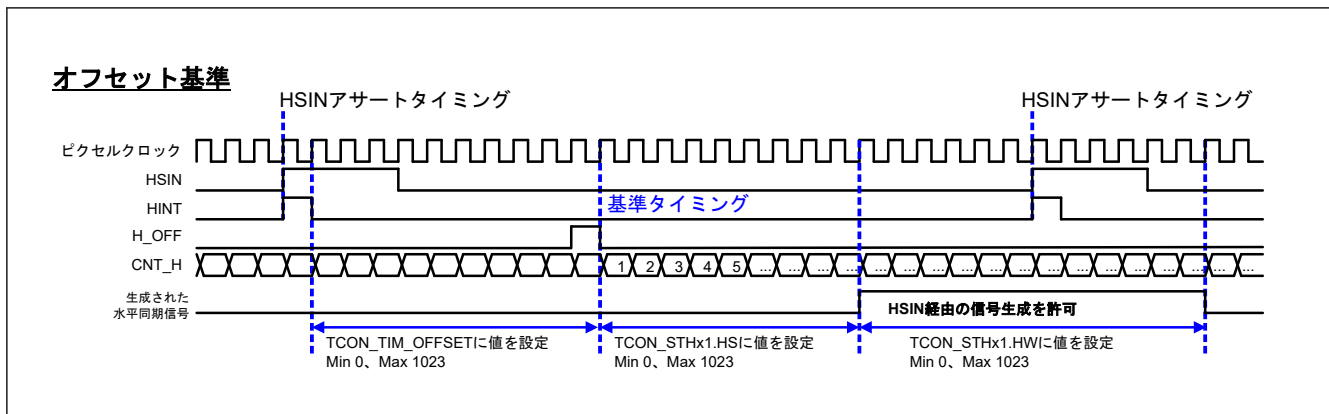 オフセット基準
HSINアサートタイミング HSINアサートタイミング
ピクセルクロック
HSIN
HINT 基準タイミング
H_OFF
CNT_H 1 2 3 4 5 ... ... ... ... ... ... ... ... ... ... ... ... ... ... ... ... ... ...
生成された
水平同期信号 HSIN経由の信号生成を許可
TCON_TIM_OFFSETに値を設定 TCON_STHx1.HSに値を設定 TCON_STHx1.HWに値を設定
Min 0、Max 1023 Min 0、Max 1023 Min 0、Max 1023